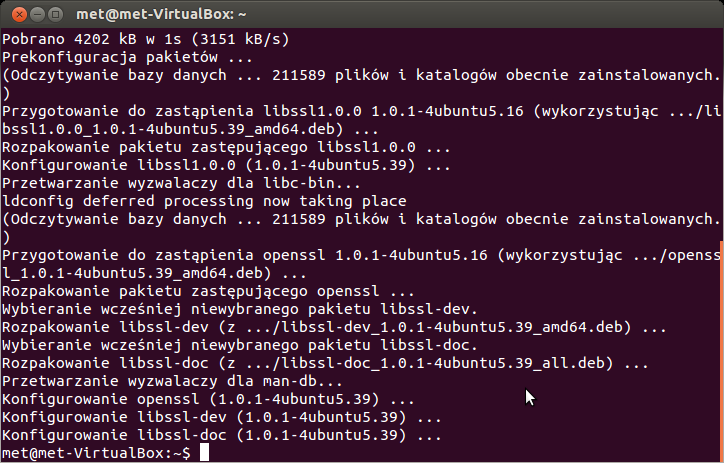 met@met-VirtualBox: ~
Pobrano 4202 kB w 1s (3151 kB/s)
Prekonfiguracja pakietów ...
(Odczytywanie bazy danych ... 211589 plików i katalogów obecnie zainstalowanych.
)
Przygotowanie do zastąpienia libssl1.0.0 1.0.1-4ubuntu5.16 (wykorzystując .../li
bssl1.0.0_1.0.1-4ubuntu5.39_amd64.deb) ...
Rozpakowanie pakietu zastępującego libssl1.0.0 ...
Konfigurowanie libssl1.0.0 (1.0.1-4ubuntu5.39) ...
Przetwarzanie wyzwalaczy dla libc-bin...
ldconfig deferred processing now taking place
(Odczytywanie bazy danych ... 211589 plików i katalogów obecnie zainstalowanych.
)
Przygotowanie do zastąpienia openssl 1.0.1-4ubuntu5.16 (wykorzystując .../openss
l_1.0.1-4ubuntu5.39_amd64.deb) ...
Rozpakowanie pakietu zastępującego openssl ...
Wybieranie wcześniej niewybranego pakietu libssl-dev.
Rozpakowanie libssl-dev (z .../libssl-dev_1.0.1-4ubuntu5.39_amd64.deb) ...
Wybieranie wcześniej niewybranego pakietu libssl-doc.
Rozpakowanie libssl-doc (z .../libssl-doc_1.0.1-4ubuntu5.39_all.deb) ...
Przetwarzanie wyzwalaczy dla man-db...
Konfigurowanie openssl (1.0.1-4ubuntu5.39) ...
Konfigurowanie libssl-dev (1.0.1-4ubuntu5.39) ...
Konfigurowanie libssl-doc (1.0.1-4ubuntu5.39) ...
met@met-VirtualBox:~$